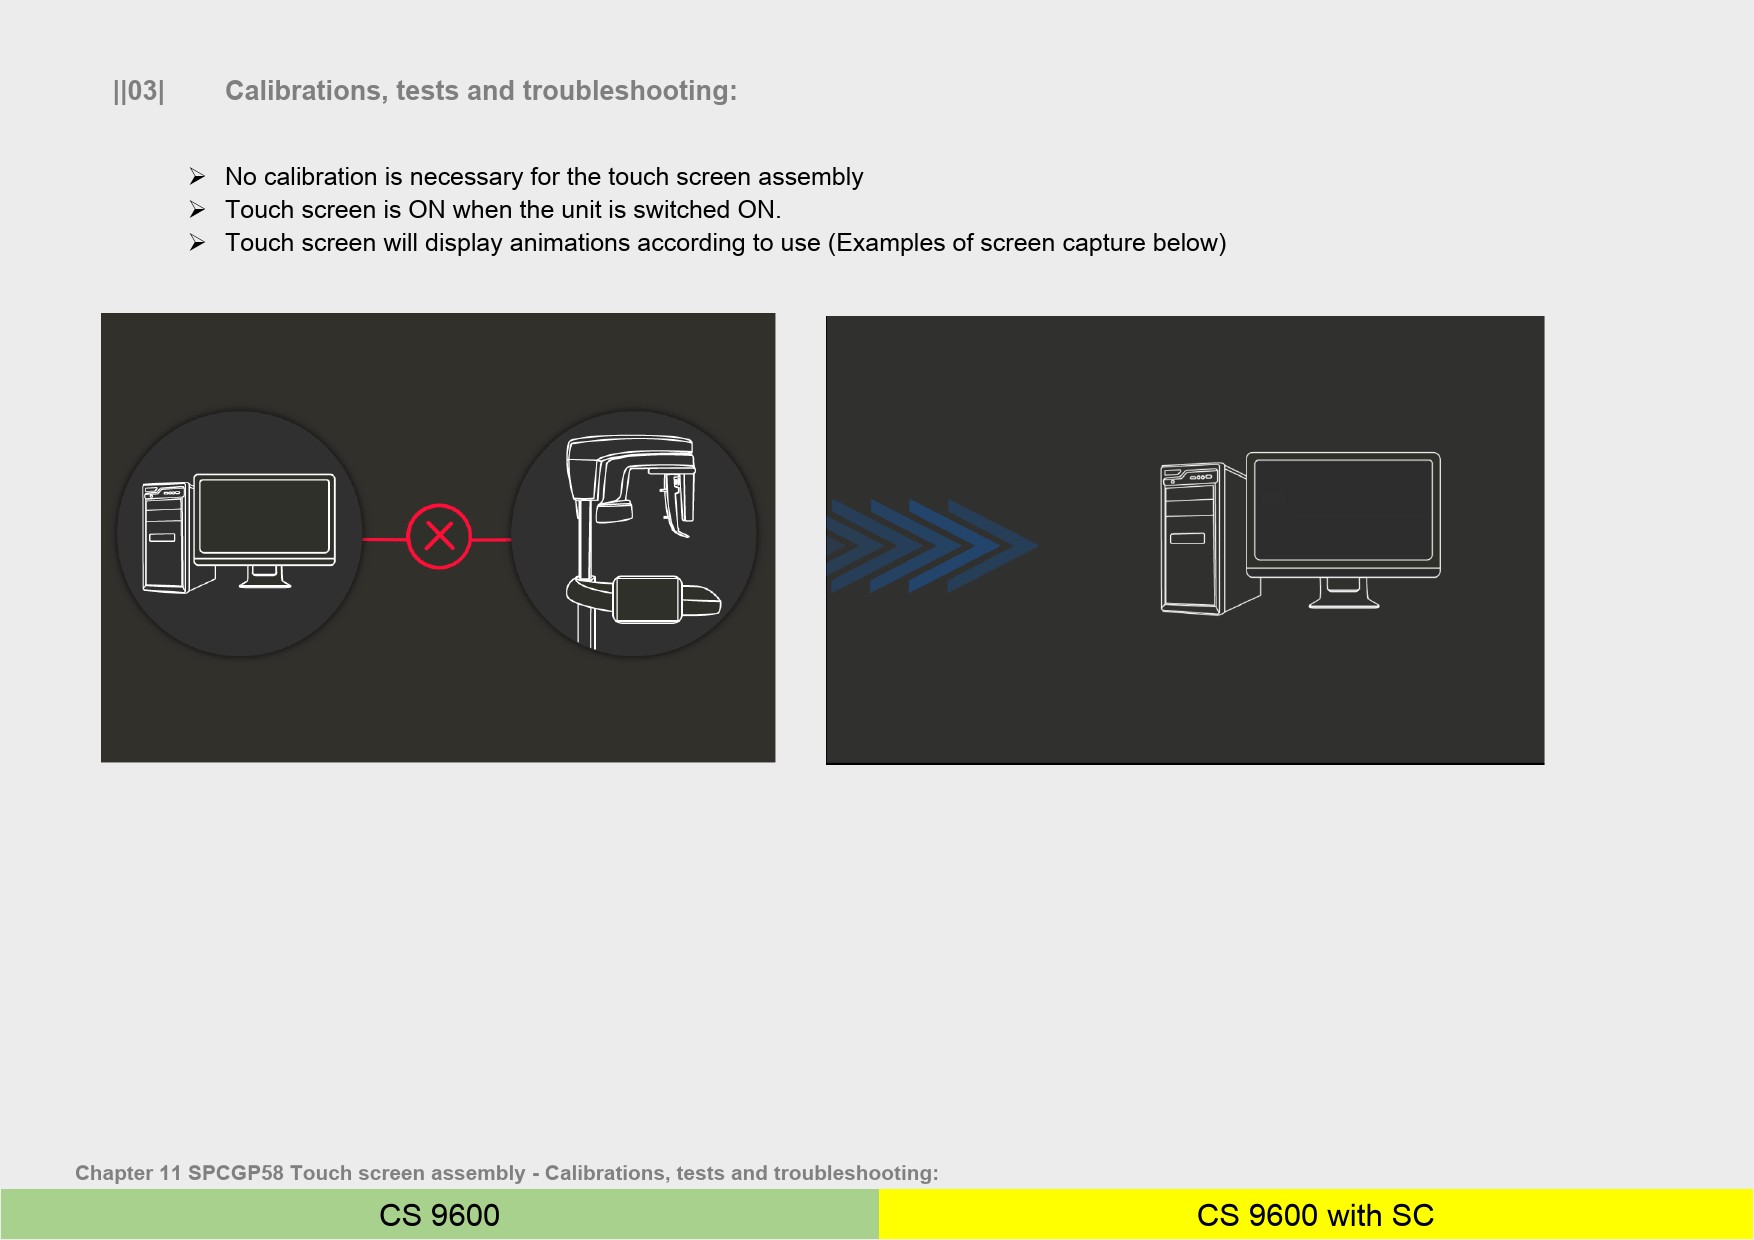 ||03| Calibrations, tests and troubleshooting:
➢ No calibration is necessary for the touch screen assembly
➢ Touch screen is ON when the unit is switched ON.
➢ Touch screen will display animations according to use (Examples of screen capture below)
Chapter 11 SPCGP58 Touch screen assembly - Calibrations, tests and troubleshooting:
CS 9600
CS 9600 with SC